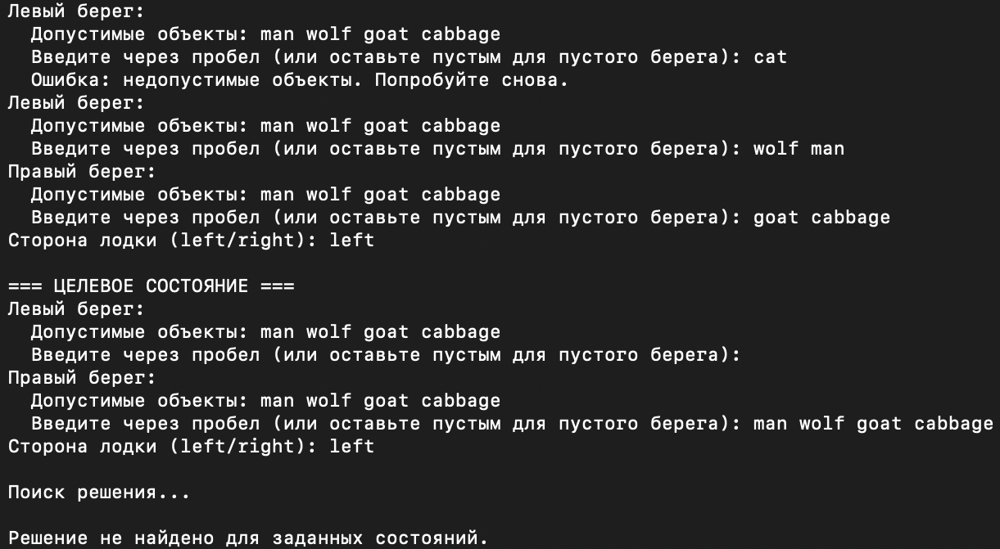 Левый берег:
Допустимые объекты: man wolf goat cabbage
Введите через пробел (или оставьте пустым для пустого берега): cat
Ошибка: недопустимые объекты. Попробуйте снова.
Левый берег:
Допустимые объекты: man wolf goat cabbage
Введите через пробел (или оставьте пустым для пустого берега): wolf man
Правый берег:
Допустимые объекты: man wolf goat cabbage
Введите через пробел (или оставьте пустым для пустого берега): goat cabbage
Сторона лодки (left/right): left
=== ЦЕЛЕВОЕ СОСТОЯНИЕ ===
Левый берег:
Допустимые объекты: man wolf goat cabbage
Введите через пробел (или оставьте пустым для пустого берега):
Правый берег:
Допустимые объекты: man wolf goat cabbage
Введите через пробел (или оставьте пустым для пустого берега): man wolf goat cabbage
Сторона лодки (left/right): left
Поиск решения...
Решение не найдено для заданных состояний.